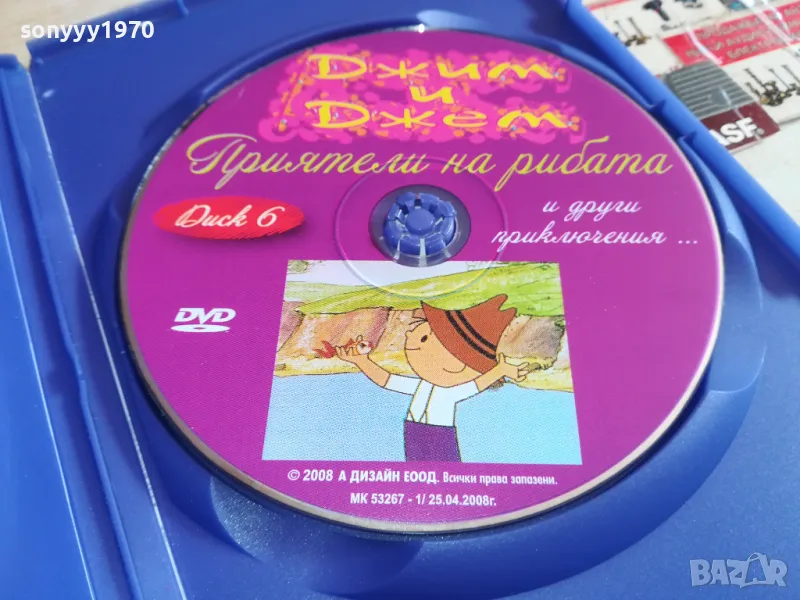 sonyyy1970
Джим
и
Джем
Приятели на рибата
Диск 6
и други
приключения ...
DVD
© 2008 А ДИЗАЙН ЕООД. Всички права запазени.
МК 53267 - 1/ 25.04.2008г.
ASF
BAZAR